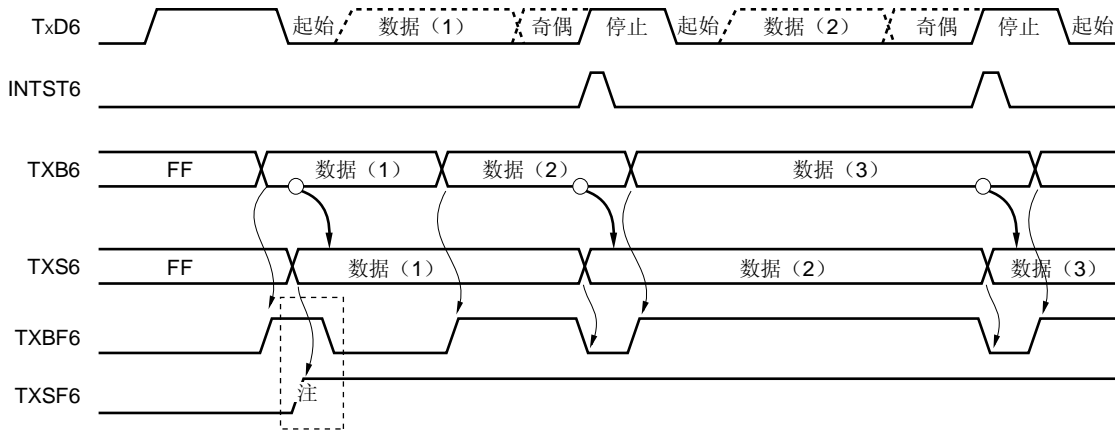 TxD6 起始 数据（1） 奇偶 停止 起始 数据（2） 奇偶 停止 起始
INTST6
TXB6 FF 数据（1） 数据（2） 数据（3）
TXS6 FF 数据（1） 数据（2） 数据（3）
TXBF6
TXSF6 注